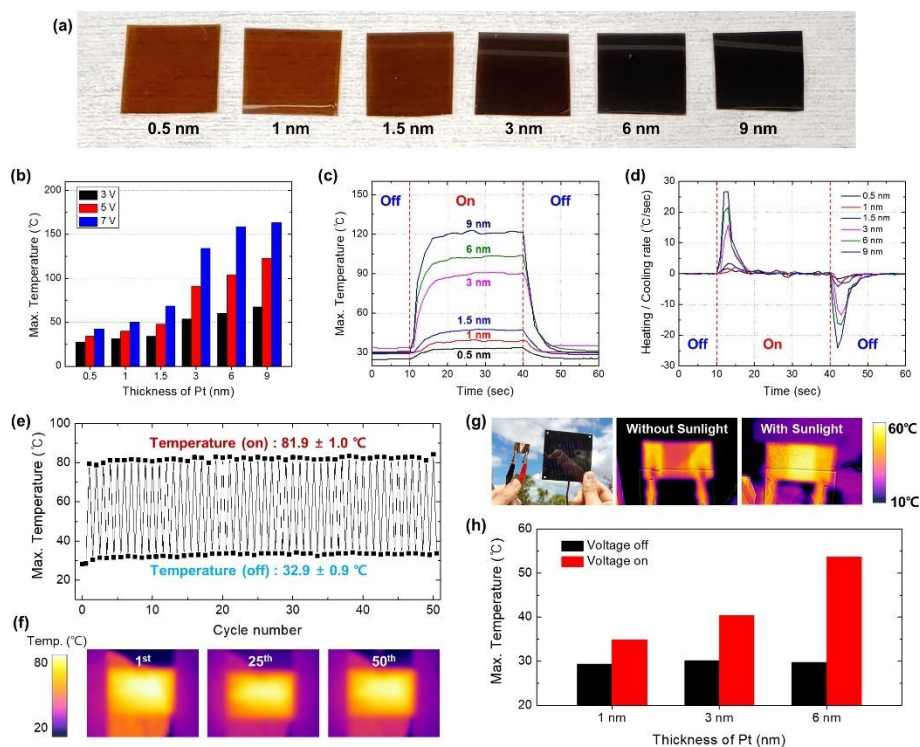 (a)
0.5 nm 1 nm 1.5 nm 3 nm 6 nm 9 nm
(b)
3 V
5 V
7 V
200
150
100
50
0
Max. Temperature (℃)
0.5 1 1.5 3 6 9
Thickness of Pt (nm)
(c)
Off On Off
150
120
90
60
30
0
Max. Temperature (℃)
9 nm
6 nm
3 nm
1.5 nm
1 nm
0.5 nm
0 10 20 30 40 50 60
Time (sec)
(d)
30
20
10
0
-10
-20
-30
Heating / Cooling rate (℃/sec)
0.5 nm
1 nm
1.5 nm
3 nm
6 nm
9 nm
Off On Off
0 10 20 30 40 50 60
Time (sec)
(e)
100
80
60
40
20
Max. Temperature (℃)
Temperature (on) : 81.9 ± 1.0 ℃
Temperature (off) : 32.9 ± 0.9 ℃
0 10 20 30 40 50
Cycle number
(f)
Temp. (℃)
80
20
1st 25th 50th
(g)
Without Sunlight With Sunlight
60℃
10℃
(h)
Voltage off
Voltage on
60
50
40
30
20
Max. Temperature (℃)
1 nm 3 nm 6 nm
Thickness of Pt (nm)